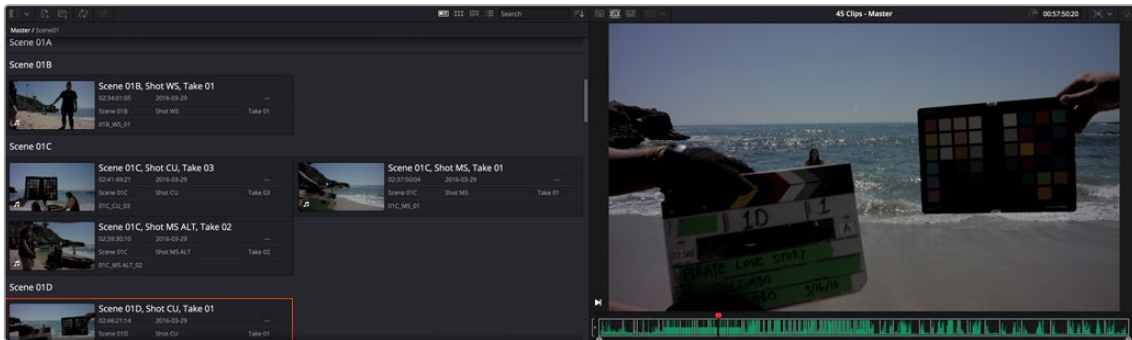 Search
45 Clips - Master
00:57:50:20
Master / Scene01
Scene 01A
Scene 01B
Scene 01B, Shot WS, Take 01
02:34:01:05 2016-03-29 --
Scene 01B Shot WS Take 01
01B_WS_01
Scene 01C
Scene 01C, Shot CU, Take 03
02:41:49:21 2016-03-29 --
Scene 01C Shot CU Take 03
01C_CU_03
Scene 01C, Shot MS, Take 01
02:37:50:04 2016-03-29 --
Scene 01C Shot MS Take 01
01C_MS_01
Scene 01C, Shot MS ALT, Take 02
02:39:30:10 2016-03-29 --
Scene 01C Shot MS ALT Take 02
01C_MS ALT_02
Scene 01D
Scene 01D, Shot CU, Take 01
02:46:21:14 2016-03-29 --
Scene 01D Shot CU Take 01
1D 1
A
PIRATE LOVE STORY
3/16/16